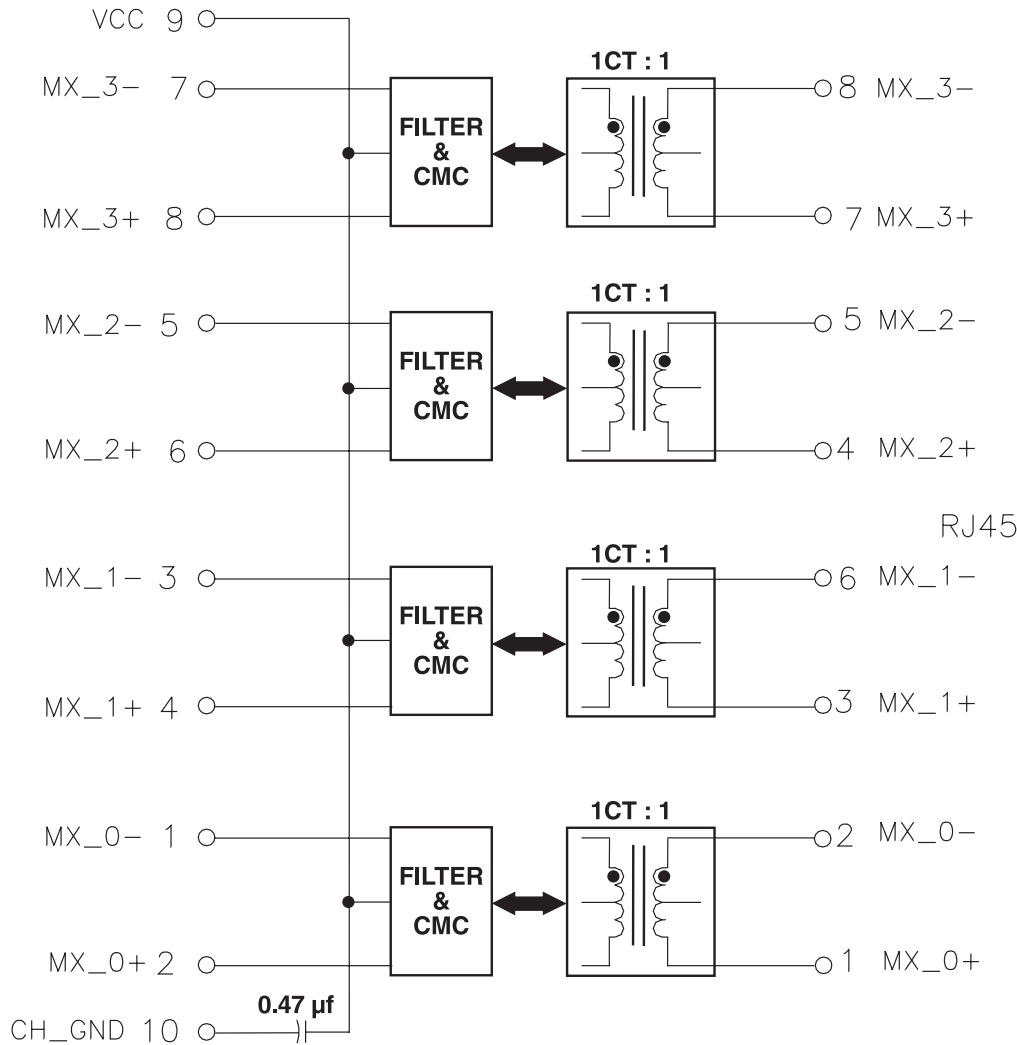 VCC 9
1CT : 1
MX_3- 7
FILTER
&
CMC
8 MX_3-
MX_3+ 8
7 MX_3+
1CT : 1
MX_2- 5
FILTER
&
CMC
5 MX_2-
MX_2+ 6
4 MX_2+
RJ45
1CT : 1
MX_1- 3
FILTER
&
CMC
6 MX_1-
MX_1+ 4
3 MX_1+
1CT : 1
MX_0- 1
FILTER
&
CMC
2 MX_0-
MX_0+ 2
1 MX_0+
0.47 µf
CH_GND 10